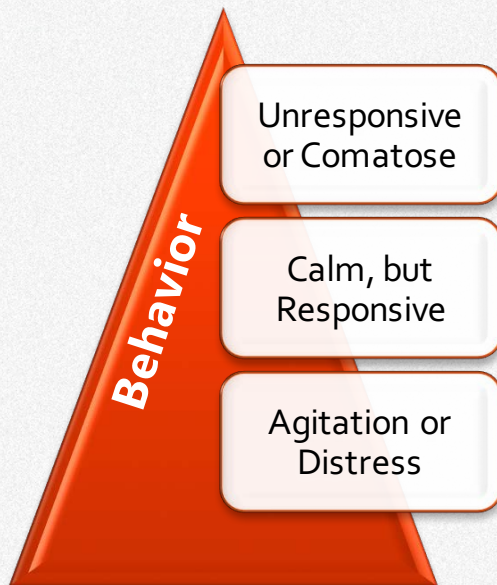 Unresponsive
or Comatose
Behavior
Calm, but
Responsive
Agitation or
Distress